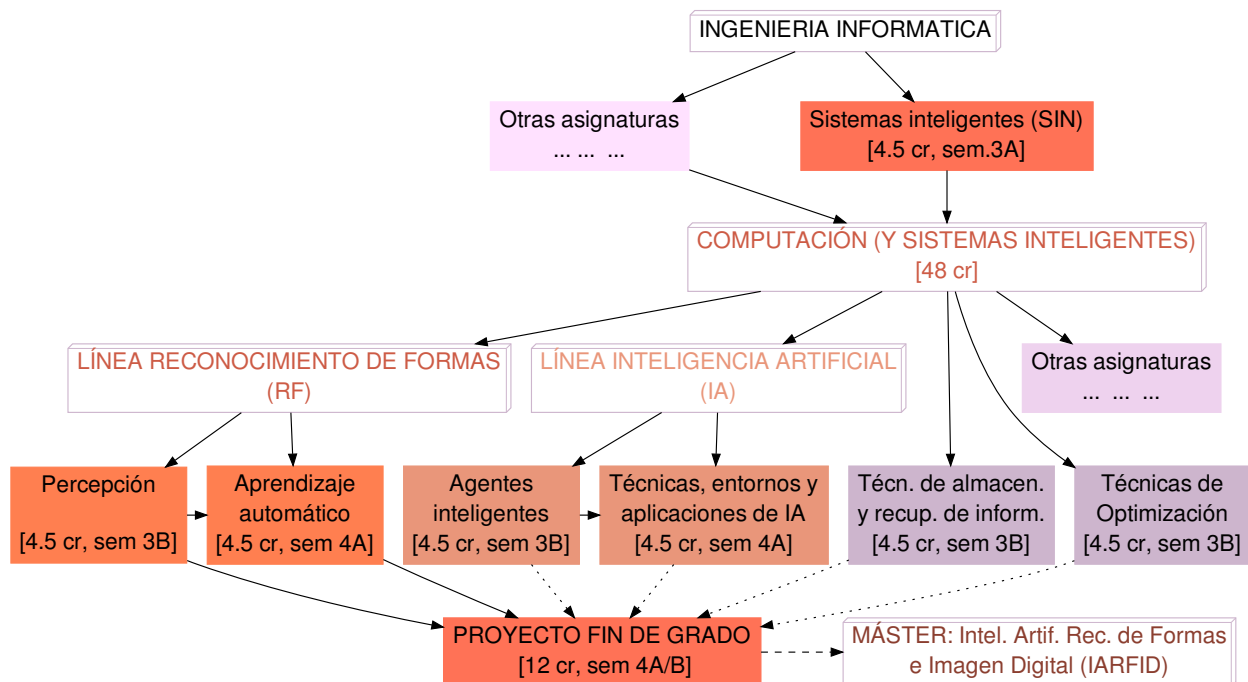 INGENIERIA INFORMATICA
Otras asignaturas
... ... ...
Sistemas inteligentes (SIN)
[4.5 cr, sem.3A]
COMPUTACIÓN (Y SISTEMAS INTELIGENTES)
[48 cr]
LÍNEA RECONOCIMIENTO DE FORMAS
(RF)
LÍNEA INTELIGENCIA ARTIFICIAL
(IA)
Otras asignaturas
... ... ...
Percepción
[4.5 cr, sem 3B]
Aprendizaje
automático
[4.5 cr, sem 4A]
Agentes
inteligentes
[4.5 cr, sem 3B]
Técnicas, entornos y
aplicaciones de IA
[4.5 cr, sem 4A]
Técn. de almacen.
y recup. de inform.
[4.5 cr, sem 3B]
Técnicas de
Optimización
[4.5 cr, sem 3B]
PROYECTO FIN DE GRADO
[12 cr, sem 4A/B]
MÁSTER: Intel. Artif. Rec. de Formas
e Imagen Digital (IARFID)